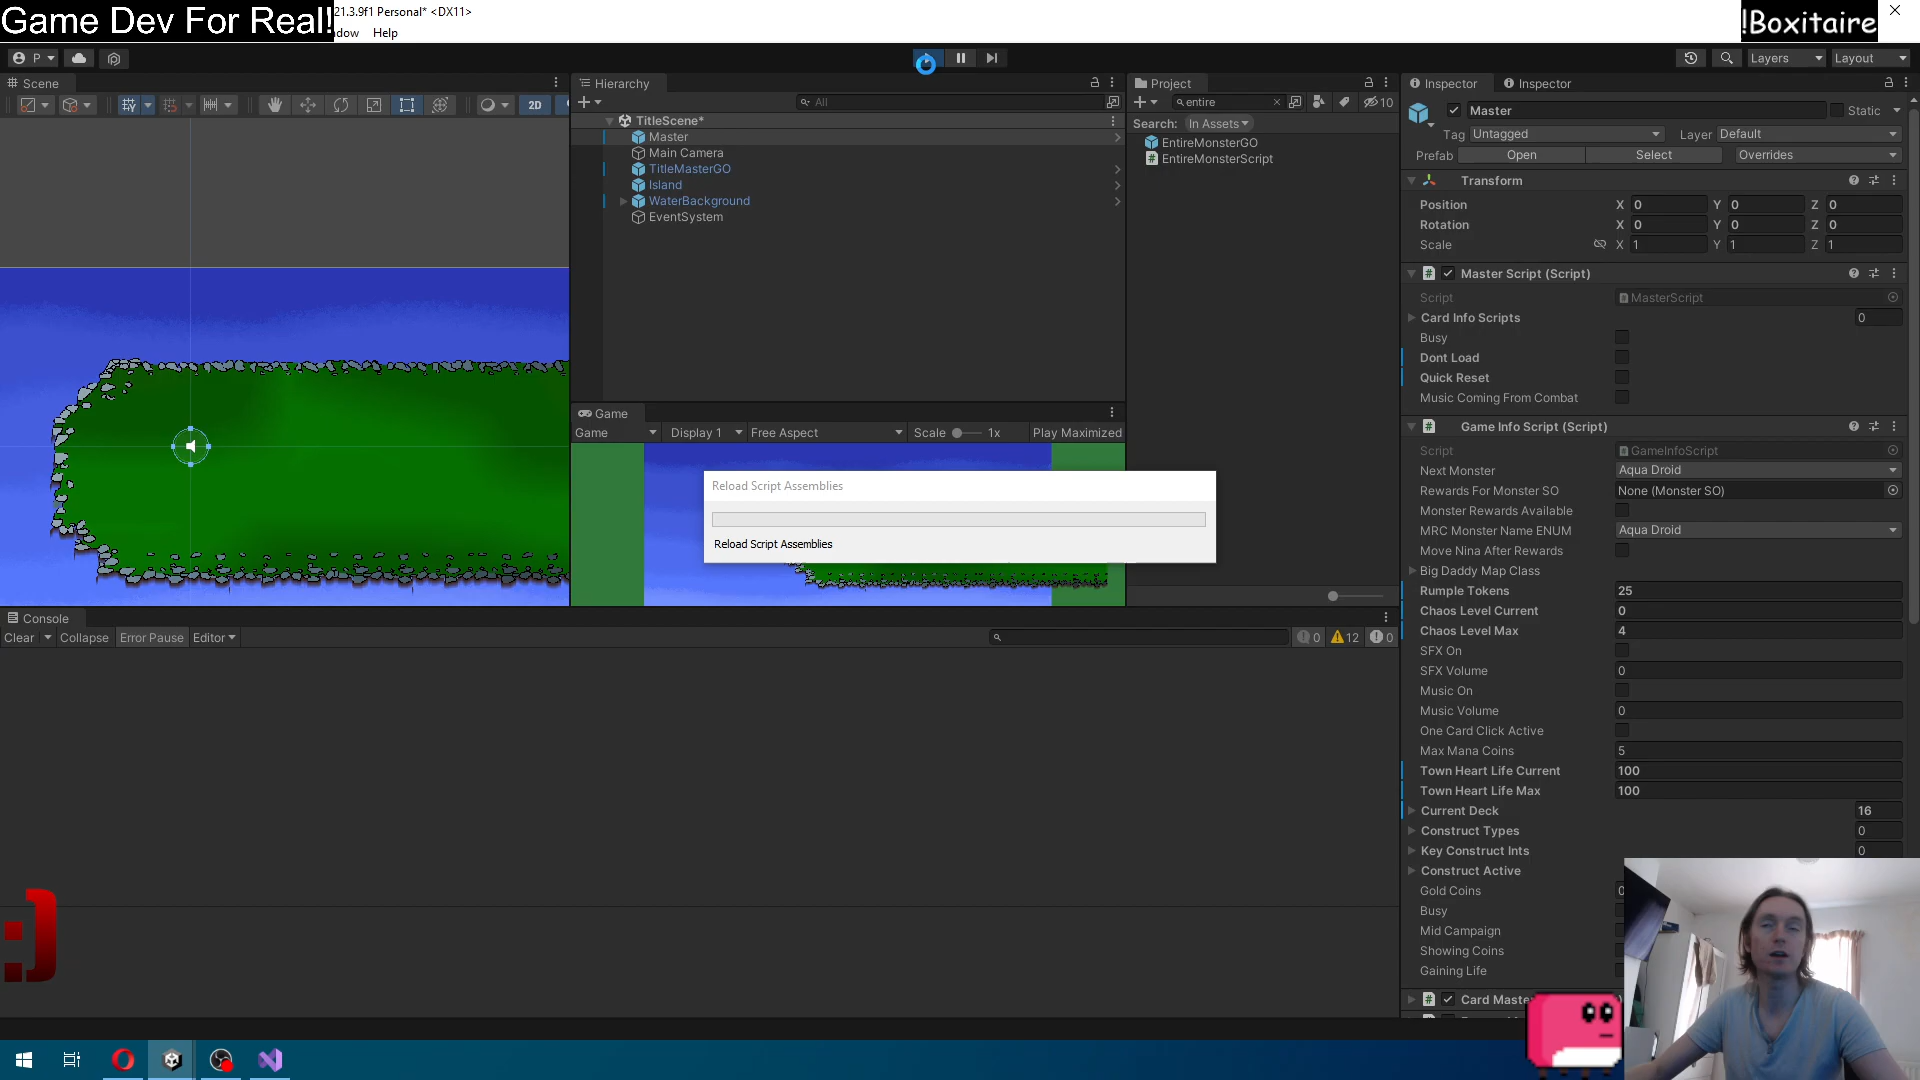 Game Dev For Real!
21.3.9f1 Personal* <DX11>
!Boxitaire
dow Help
P
Layers
Layout
Scene
2D
Hierarchy
All
TitleScene*
Master
Main Camera
TitleMasterGO
Island
WaterBackground
EventSystem
Project
entire
10
Search: In Assets
EntireMonsterGO
EntireMonsterScript
Inspector
Inspector
Master
Static
Tag Untagged Layer Default
Prefab Open Select Overrides
Transform
Position X 0 Y 0 Z 0
Rotation X 0 Y 0 Z 0
Scale X 1 Y 1 Z 1
Master Script (Script)
Script MasterScript
Card Info Scripts 0
Busy
Dont Load
Quick Reset
Music Coming From Combat
Game Info Script (Script)
Script GameInfoScript
Next Monster Aqua Droid
Rewards For Monster SO None (Monster SO)
Monster Rewards Available
MRC Monster Name ENUM Aqua Droid
Move Nina After Rewards
Big Daddy Map Class
Rumple Tokens 25
Chaos Level Current 0
Chaos Level Max 4
SFX On
SFX Volume 0
Music On
Music Volume 0
One Card Click Active
Max Mana Coins 5
Town Heart Life Current 100
Town Heart Life Max 100
Current Deck 16
Construct Types 0
Key Construct Ints 0
Construct Active
Gold Coins
Busy
Mid Campaign
Showing Coins
Gaining Life
Card Maste
Game
Game Display 1 Free Aspect Scale 1x Play Maximized
Reload Script Assemblies
Reload Script Assemblies
Console
Clear Collapse Error Pause Editor
0 12 0
:)